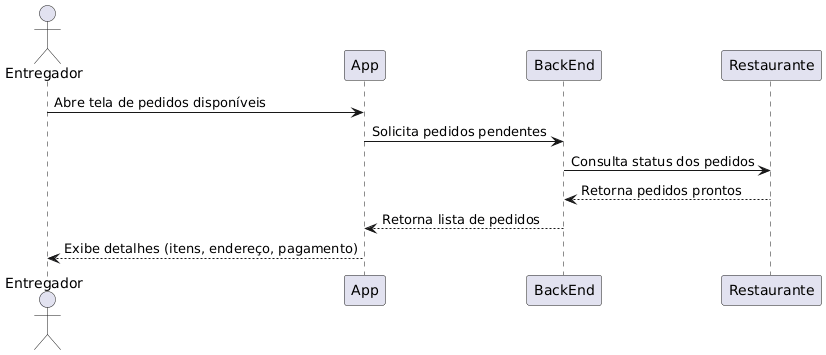 Entregador
App
BackEnd
Restaurante
Abre tela de pedidos disponíveis
Solicita pedidos pendentes
Consulta status dos pedidos
Retorna pedidos prontos
Retorna lista de pedidos
Exibe detalhes (itens, endereço, pagamento)
Entregador
App
BackEnd
Restaurante